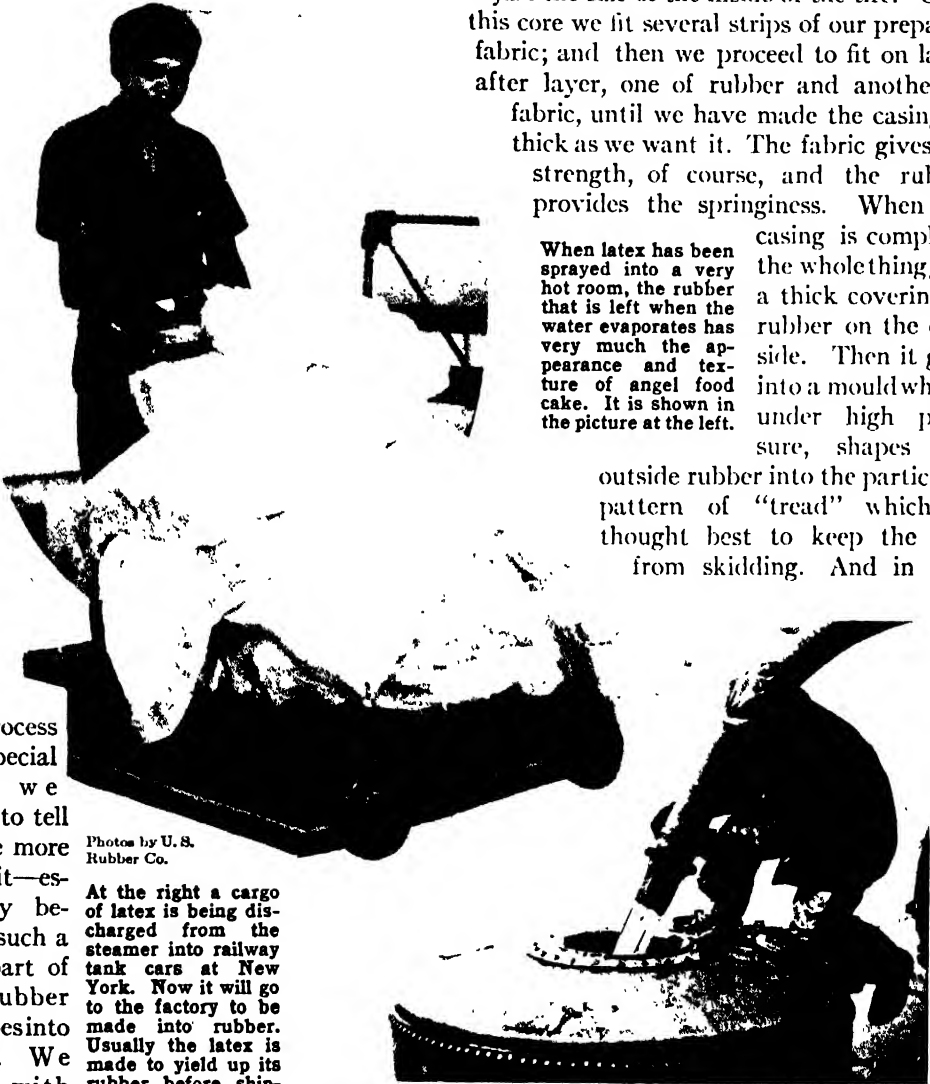 this core we fit several strips of our prepa
fabric; and then we proceed to fit on la
after layer, one of rubber and anothe
fabric, until we have made the casin
thick as we want it. The fabric gives
strength, of course, and the rul
provides the springiness. When
casing is compl
the whole thing,
a thick coverin
rubber on the
side. Then it g
into a mould wh
under high p
sure, shapes
outside rubber into the partic
pattern of “tread” which
thought best to keep the
from skidding. And in
When latex has been
sprayed into a very
hot room, the rubber
that is left when the
water evaporates has
very much the ap-
pearance and tex-
ture of angel food
cake. It is shown in
the picture at the left.
ocess
pecial
we
to tell
e more
it—es-
y be-
such a
art of
ubber
es into
We
with
Photos by U. S.
Rubber Co.
At the right a cargo
of latex is being dis-
charged from the
steamer into railway
tank cars at New
York. Now it will go
to the factory to be
made into rubber.
Usually the latex is
made to yield up its
rubber before ship-